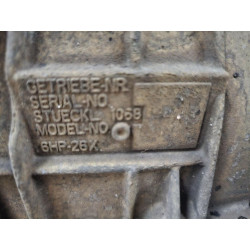 GETRIEBE-NR.
SERIAL-NO.
STUECKL. 1068
MODEL-NO.
6HP-26X